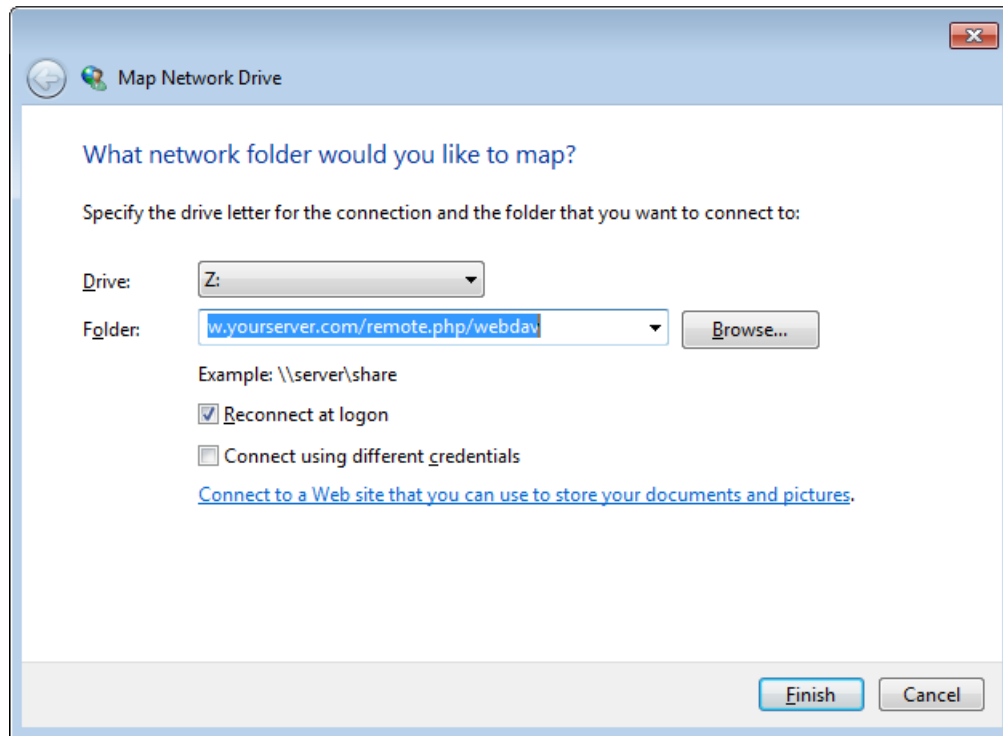 Map Network Drive
What network folder would you like to map?
Specify the drive letter for the connection and the folder that you want to connect to:
Drive: Z:
Folder: w.yourserver.com/remote.php/webdav Browse...
Example: \\server\share
Reconnect at logon
Connect using different credentials
Connect to a Web site that you can use to store your documents and pictures.
Finish Cancel